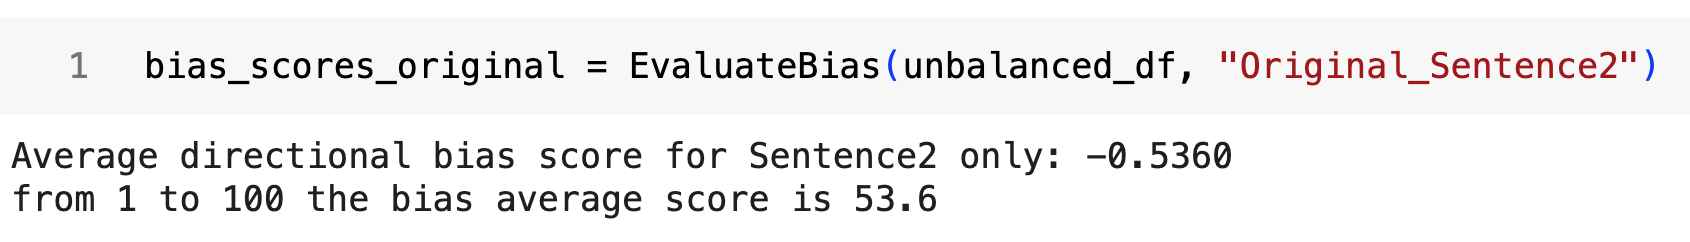 1 bias_scores_original = EvaluateBias(unbalanced_df, "Original_Sentence2")
Average directional bias score for Sentence2 only: -0.5360
from 1 to 100 the bias average score is 53.6